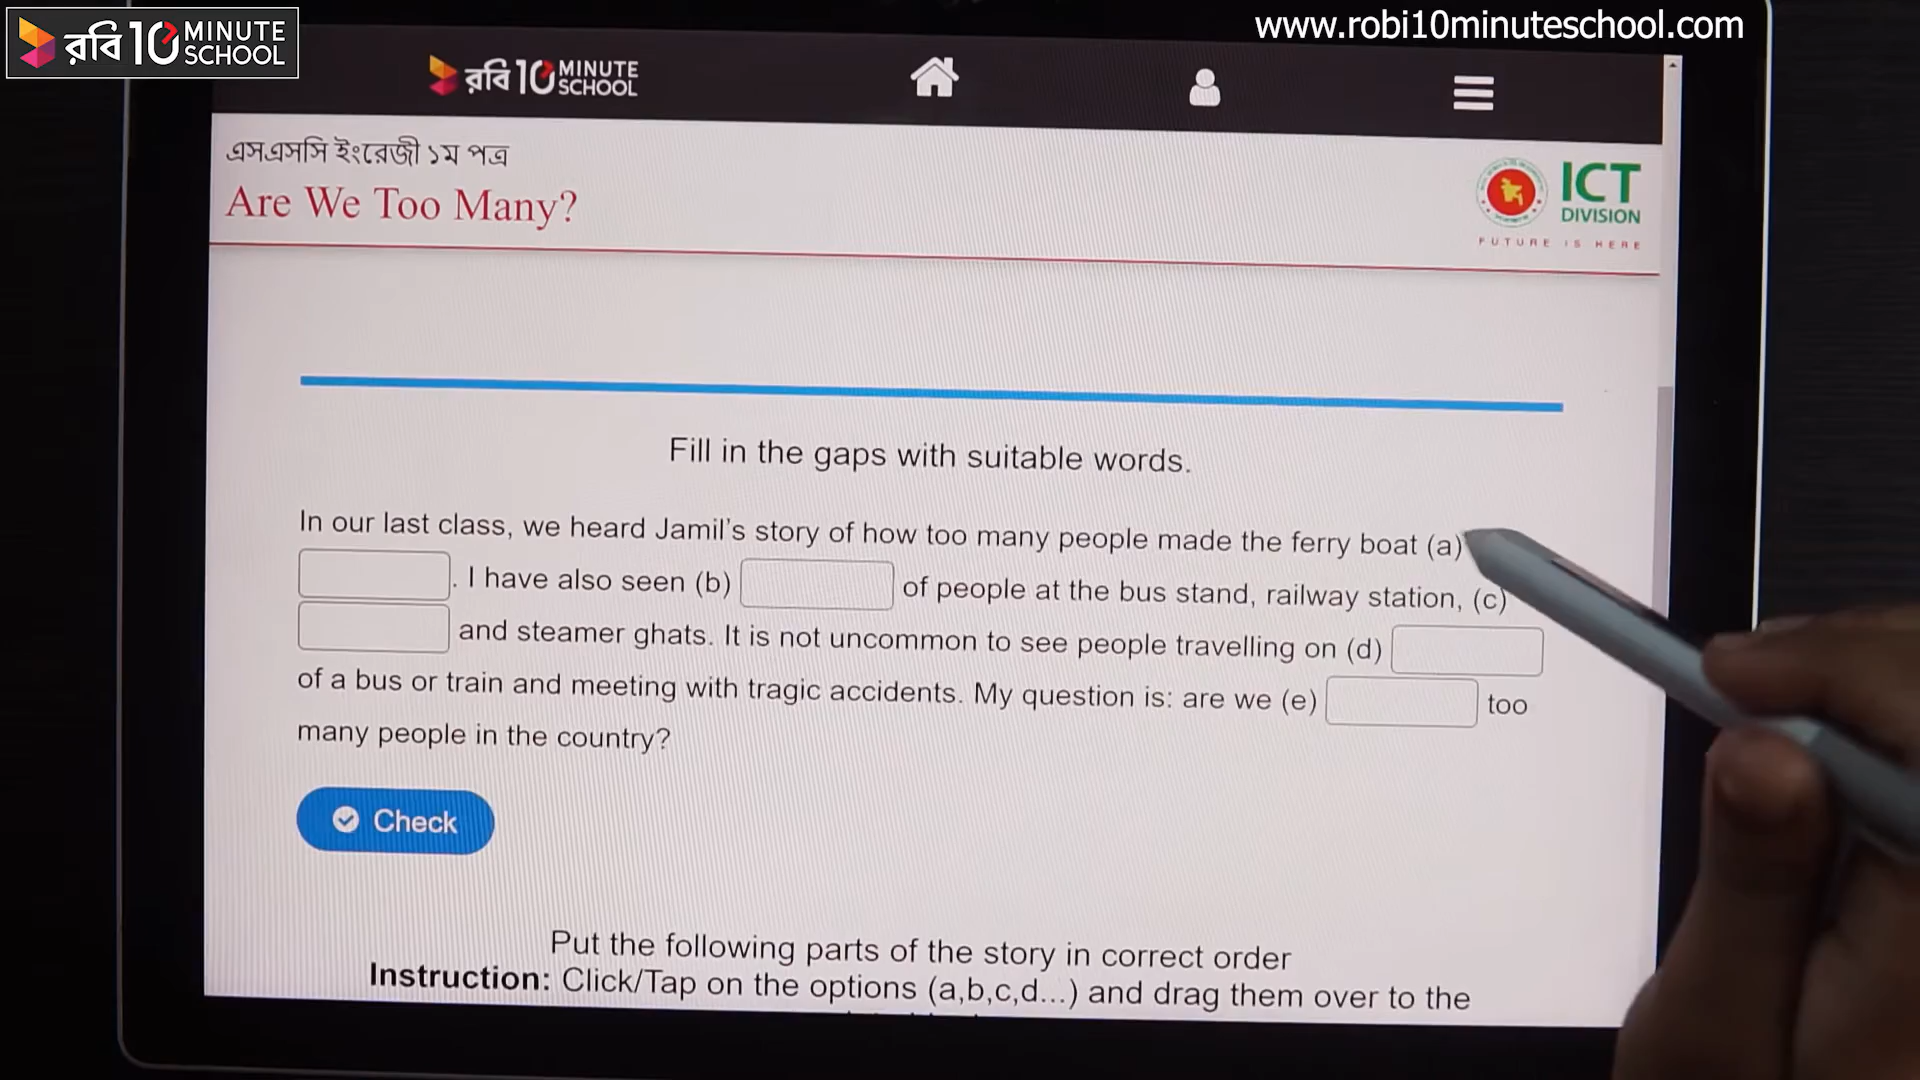 রবি 10 MINUTE SCHOOL
www.robi10minuteschool.com
রবি 10 MINUTE SCHOOL
এসএসসি ইংরেজী ১ম পত্র
Are We Too Many?
ICT
DIVISION
FUTURE IS HERE
Fill in the gaps with suitable words.
In our last class, we heard Jamil's story of how too many people made the ferry boat (a)
. I have also seen (b) of people at the bus stand, railway station, (c)
and steamer ghats. It is not uncommon to see people travelling on (d)
of a bus or train and meeting with tragic accidents. My question is: are we (e) too
many people in the country?
Check
Put the following parts of the story in correct order
Instruction: Click/Tap on the options (a,b,c,d...) and drag them over to the